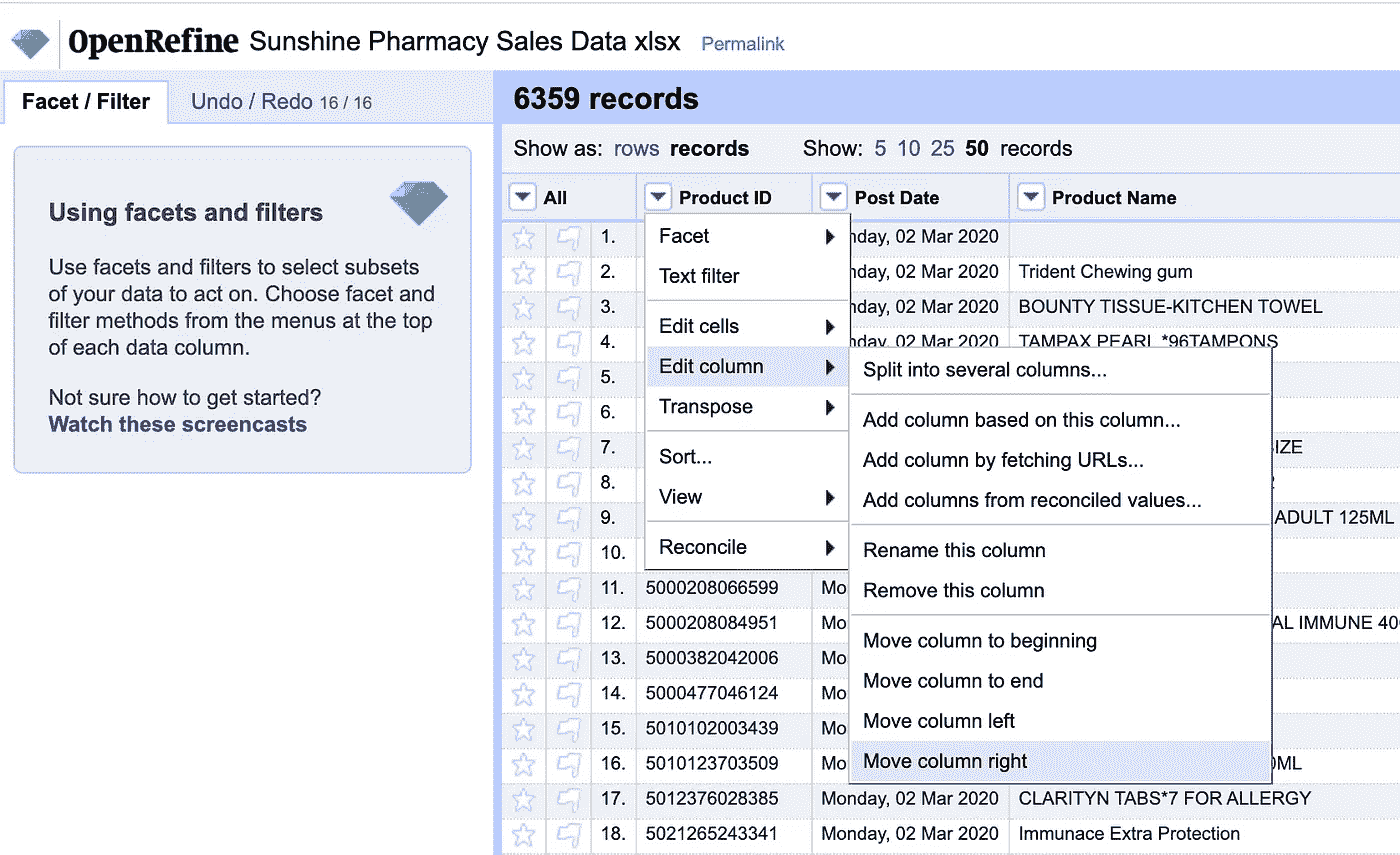 OpenRefine Sunshine Pharmacy Sales Data xlsx Permalink
Facet / Filter Undo / Redo 16 / 16
Using facets and filters
Use facets and filters to select subsets
of your data to act on. Choose facet and
filter methods from the menus at the top
of each data column.
Not sure how to get started?
Watch these screencasts
6359 records
Show as: rows records Show: 5 10 25 50 records
All Product ID Post Date Product Name
1. nday, 02 Mar 2020
2. nday, 02 Mar 2020 Trident Chewing gum
3. nday, 02 Mar 2020 BOUNTY TISSUE-KITCHEN TOWEL
4. nday, 02 Mar 2020 TAMPAX PEARL *96TAMPONS
5.
6.
7. IZE
8.
9. ADULT 125ML
10.
11. 5000208066599 Mo
12. 5000208084951 Mo AL IMMUNE 40
13. 5000382042006 Mo
14. 5000477046124 Mo
15. 5010102003439 Mo
16. 5010123703509 Mo 0ML
17. 5012376028385 Monday, 02 Mar 2020 CLARITYN TABS*7 FOR ALLERGY
18. 5021265243341 Monday, 02 Mar 2020 Immunace Extra Protection
Facet
Text filter
Edit cells
Edit column
Transpose
Sort...
View
Reconcile
Split into several columns...
Add column based on this column...
Add column by fetching URLs...
Add columns from reconciled values...
Rename this column
Remove this column
Move column to beginning
Move column to end
Move column left
Move column right